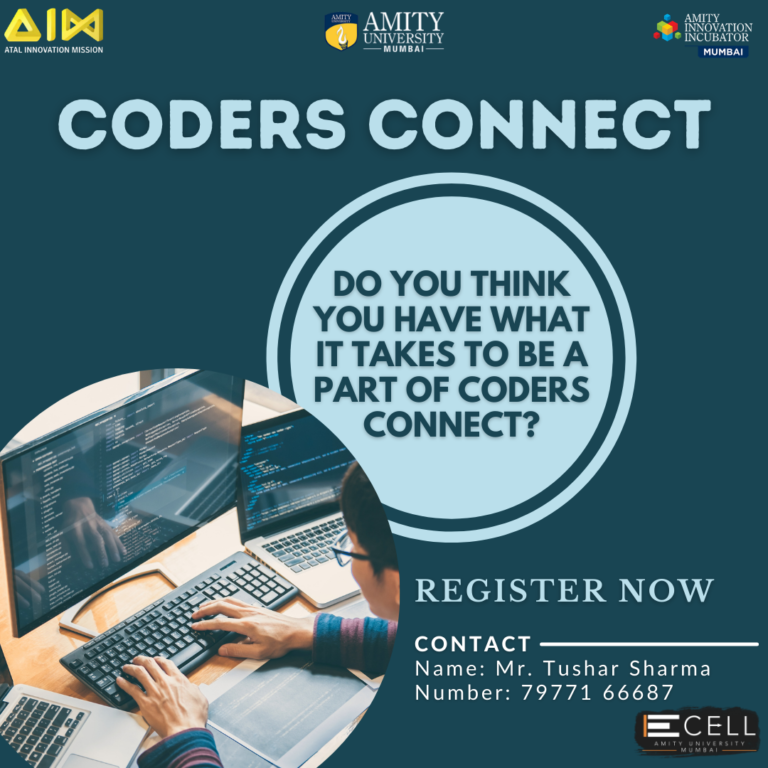 AIM
ATAL INNOVATION MISSION
AMITY
AMITY
UNIVERSITY
MUMBAI
AMITY
INNOVATION
INCUBATOR
MUMBAI
CODERS CONNECT
DO YOU THINK
YOU HAVE WHAT
IT TAKES TO BE A
PART OF CODERS
CONNECT?
REGISTER NOW
CONTACT
Name: Mr. Tushar Sharma
Number: 79771 66687
E CELL
AMITY UNIVERSITY
MUMBAI